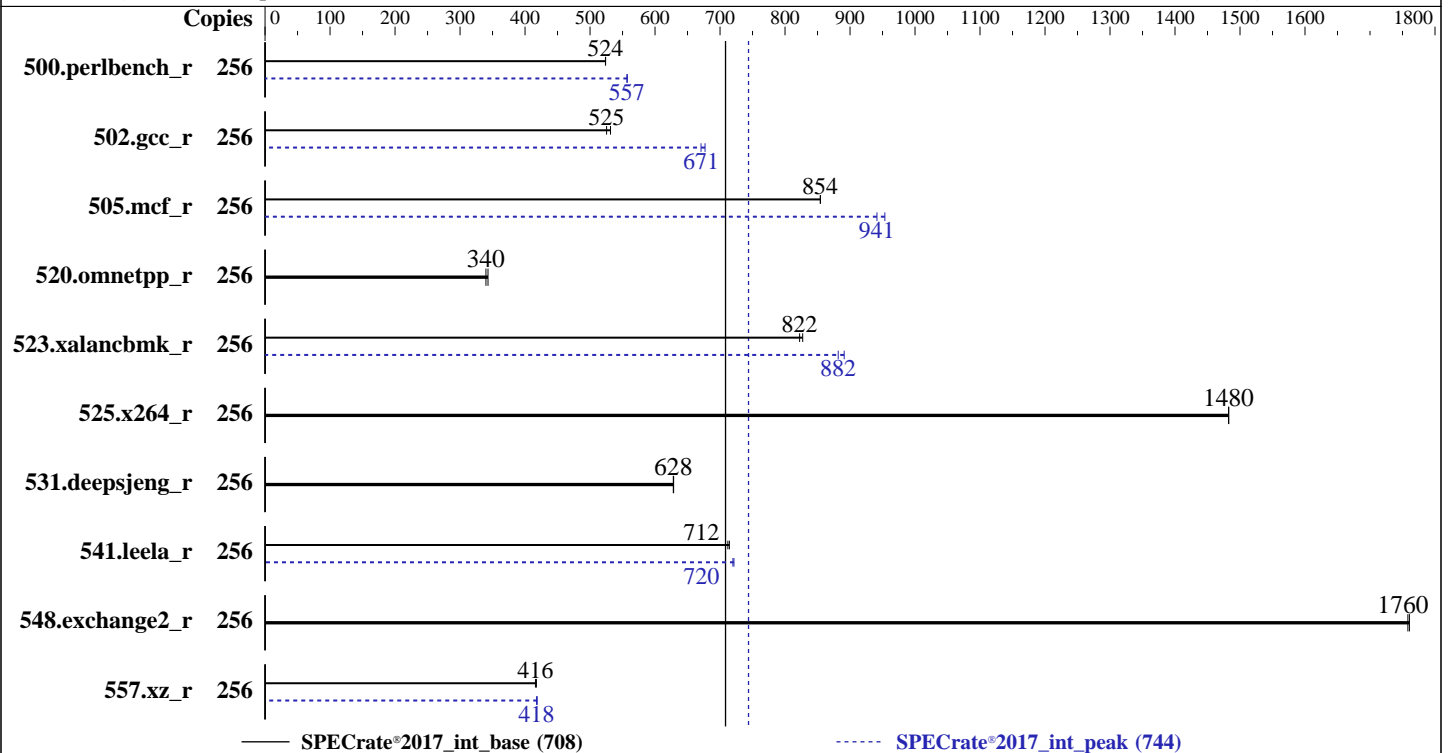 Copies 0 100 200 300 400 500 600 700 800 900 1000 1100 1200 1300 1400 1500 1600 1800
524
500.perlbench_r 256
557
525
502.gcc_r 256
671
854
505.mcf_r 256
941
340
520.omnetpp_r 256
822
523.xalancbmk_r 256
882
1480
525.x264_r 256
628
531.deepsjeng_r 256
712
541.leela_r 256
720
1760
548.exchange2_r 256
416
557.xz_r 256
418
SPECrate®2017_int_base (708) SPECrate®2017_int_peak (744)